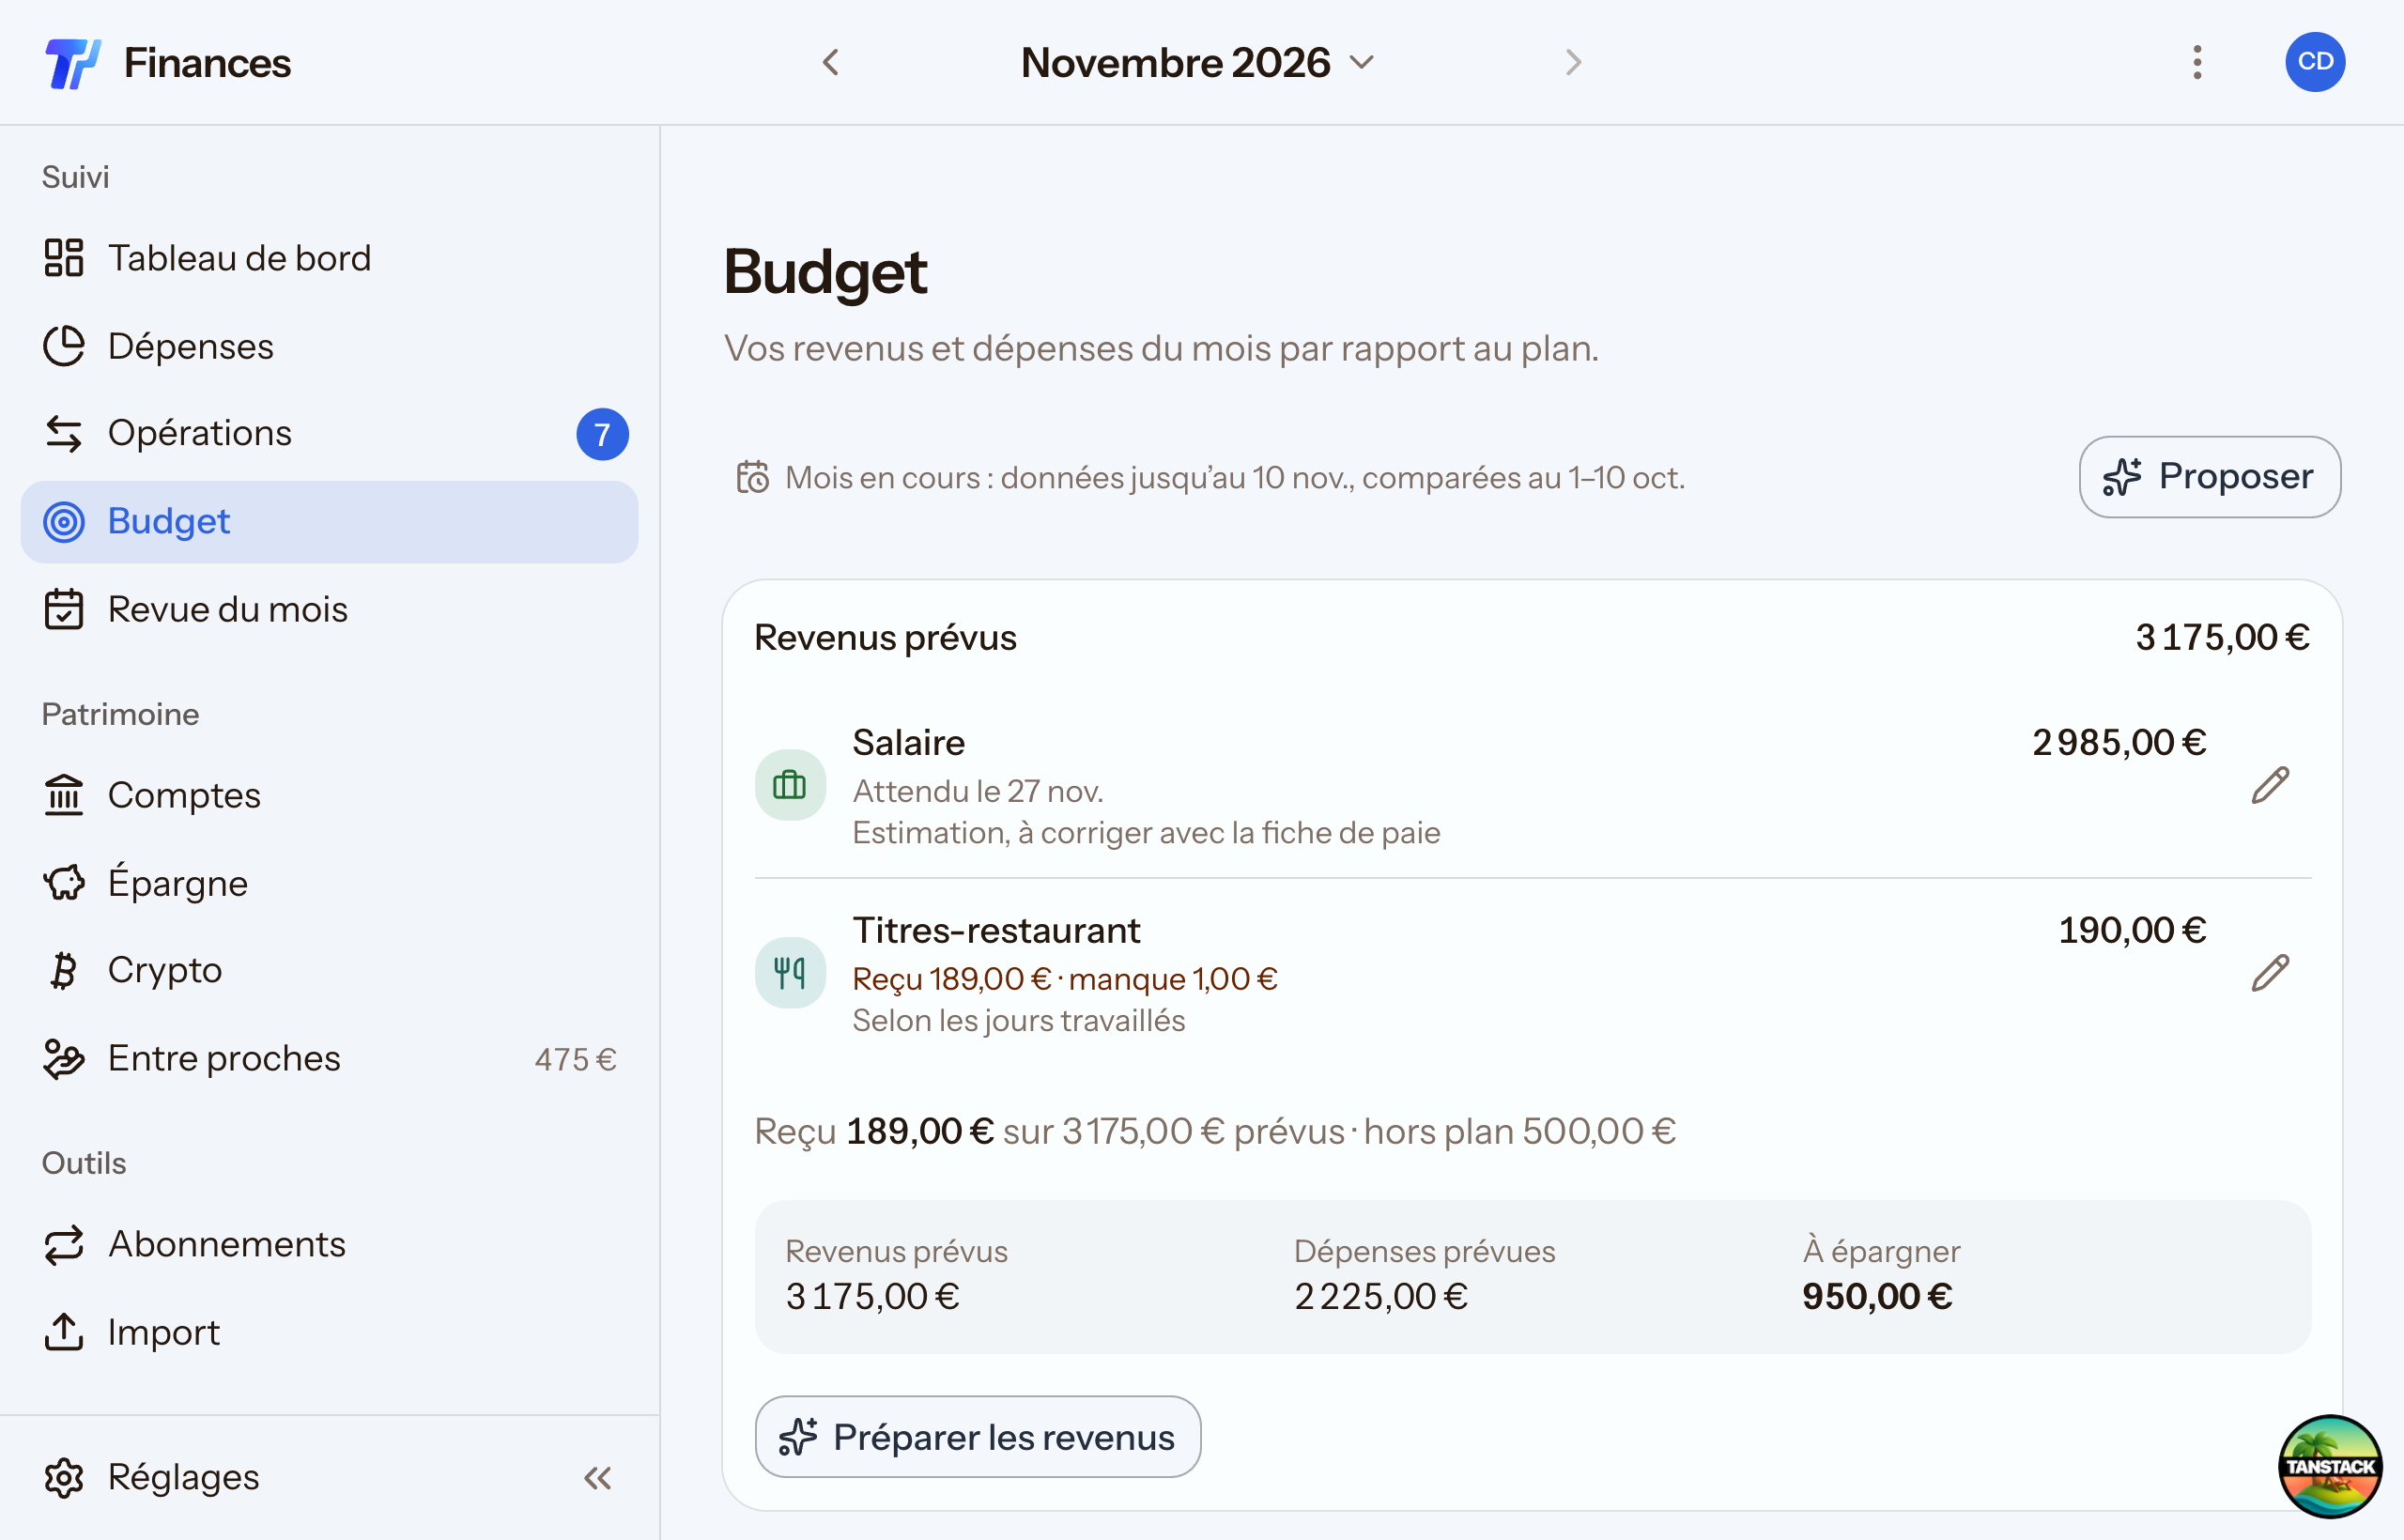 Finances
Novembre 2026
CD
Suivi
Tableau de bord
Dépenses
Opérations
7
Budget
Revue du mois
Patrimoine
Comptes
Épargne
Crypto
Entre proches
475 €
Outils
Abonnements
Import
Réglages
Budget
Vos revenus et dépenses du mois par rapport au plan.
Mois en cours : données jusqu’au 10 nov., comparées au 1–10 oct.
Proposer
Revenus prévus
3 175,00 €
Salaire
2 985,00 €
Attendu le 27 nov.
Estimation, à corriger avec la fiche de paie
Titres-restaurant
190,00 €
Reçu 189,00 € · manque 1,00 €
Selon les jours travaillés
Reçu 189,00 € sur 3 175,00 € prévus · hors plan 500,00 €
Revenus prévus
3 175,00 €
Dépenses prévues
2 225,00 €
À épargner
950,00 €
Préparer les revenus
TANSTACK